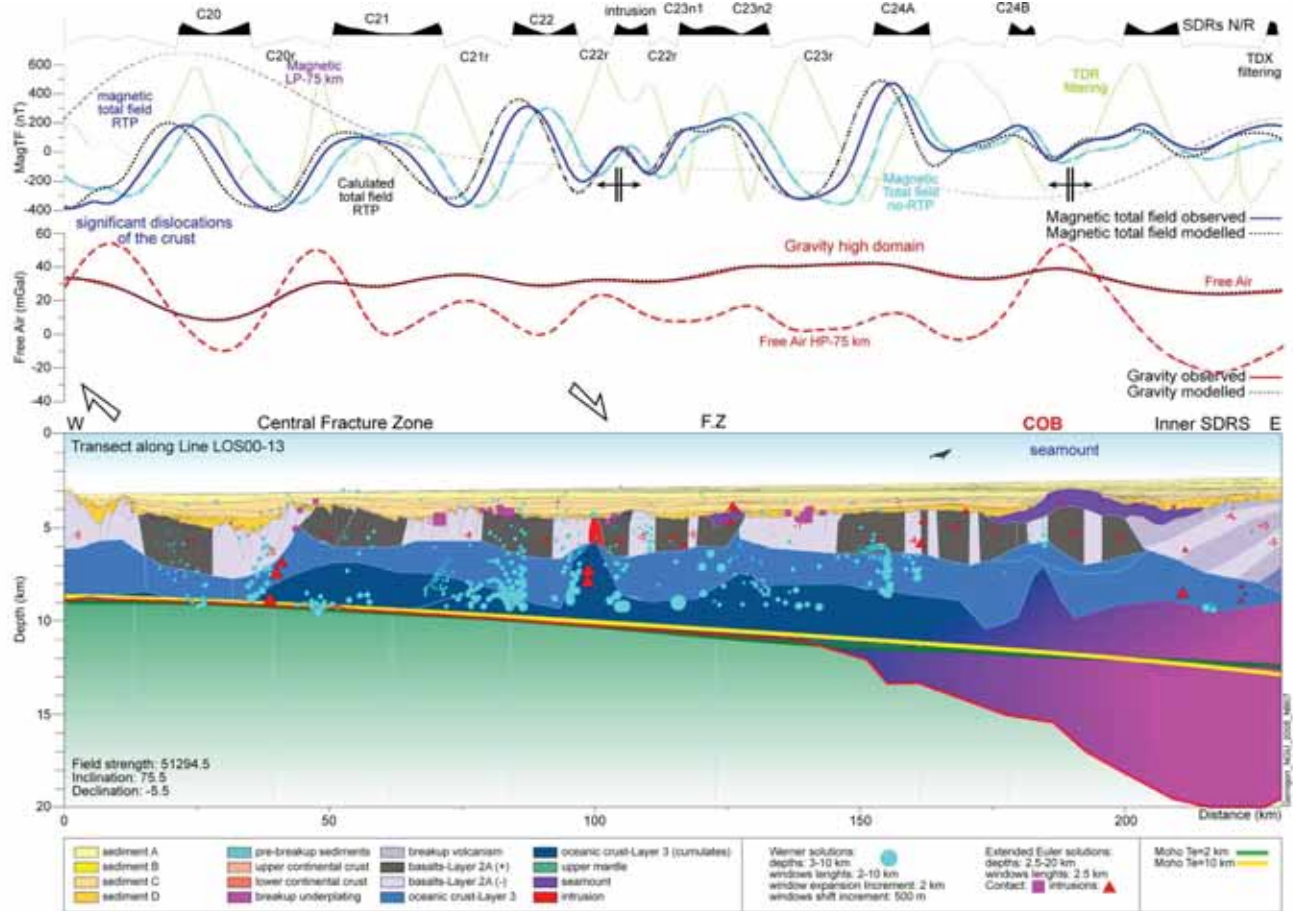 C20
C21
C22
intrusion
C23n1
C23n2
C24A
C24B
SDRs N/R
C20r
C21r
C22r
C22r
C23r
TDX
filtering
Magnetic
LP-75 km
TDR
filtering
magnetic
total field
RTP
600
400
200
0
-200
-400
MagTF (nT)
Calulated
total field
RTP
Magnetic
Total field
no-RTP
significant dislocations
of the crust
Magnetic total field observed
Magnetic total field modelled
60
40
20
0
-20
-40
Free Air (mGal)
Gravity high domain
Free Air
Free Air HP-75 km
Gravity observed
Gravity modelled
W
Central Fracture Zone
F.Z
COB
Inner SDRS
E
Transect along Line LOS00-13
seamount
0
5
10
15
20
Depth (km)
Field strength: 51294.5
Inclination: 75.5
Declination: -5.5
0
50
100
150
200
Distance (km)
sediment A
sediment B
sediment C
sediment D
pre-breakup sediments
upper continental crust
lower continental crust
breakup underplating
breakup volcanism
basalts-Layer 2A (+)
basalts-Layer 2A (-)
oceanic crust-Layer 3
oceanic crust-Layer 3 (cumulates)
upper mantle
seamount
intrusion
Werner solutions:
depths: 3-10 km
windows lenghts: 2-10 km
window expansion Increment: 2 km
windows shift increment: 500 m
Extended Euler solutions:
depths: 2.5-20 km
windows lenghts: 2.5 km
Contact: intrusions:
Moho Te=2 km
Moho Te=10 km